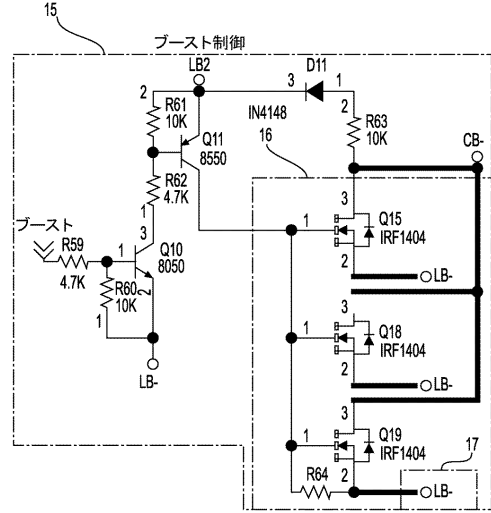 15
ブースト制御
LB2
D11
3
1
2
R61
10K
IN4148
2
R63
10K
Q11
8550
16
CB-
R62
4.7K
1
3
Q15
IRF1404
ブースト
3
1
R59
4.7K
1
Q10
8050
2
LB-
R60
10K
2
1
3
Q18
IRF1404
1
LB-
2
LB-
3
Q19
IRF1404
1
17
R64
2
LB-